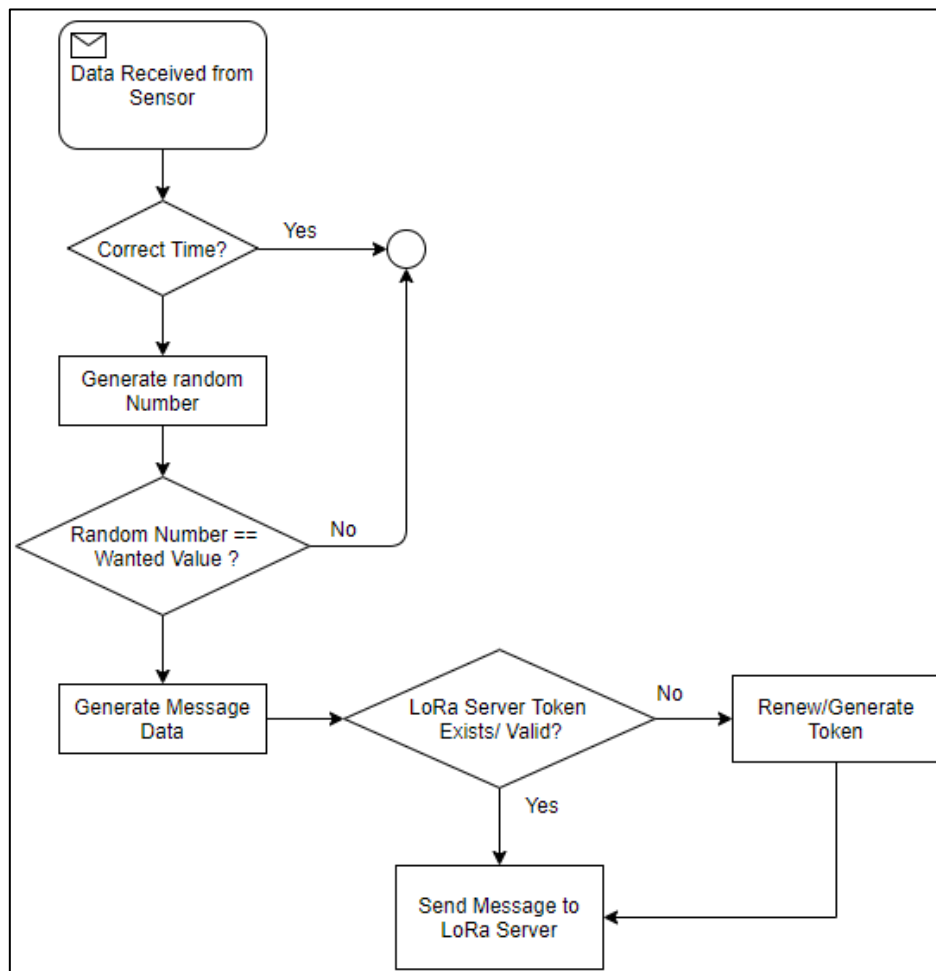 Data Received from
Sensor
Correct Time?
Yes
Generate random
Number
Random Number ==
Wanted Value ?
No
Generate Message
Data
LoRa Server Token
Exists/ Valid?
No
Renew/Generate
Token
Yes
Send Message to
LoRa Server